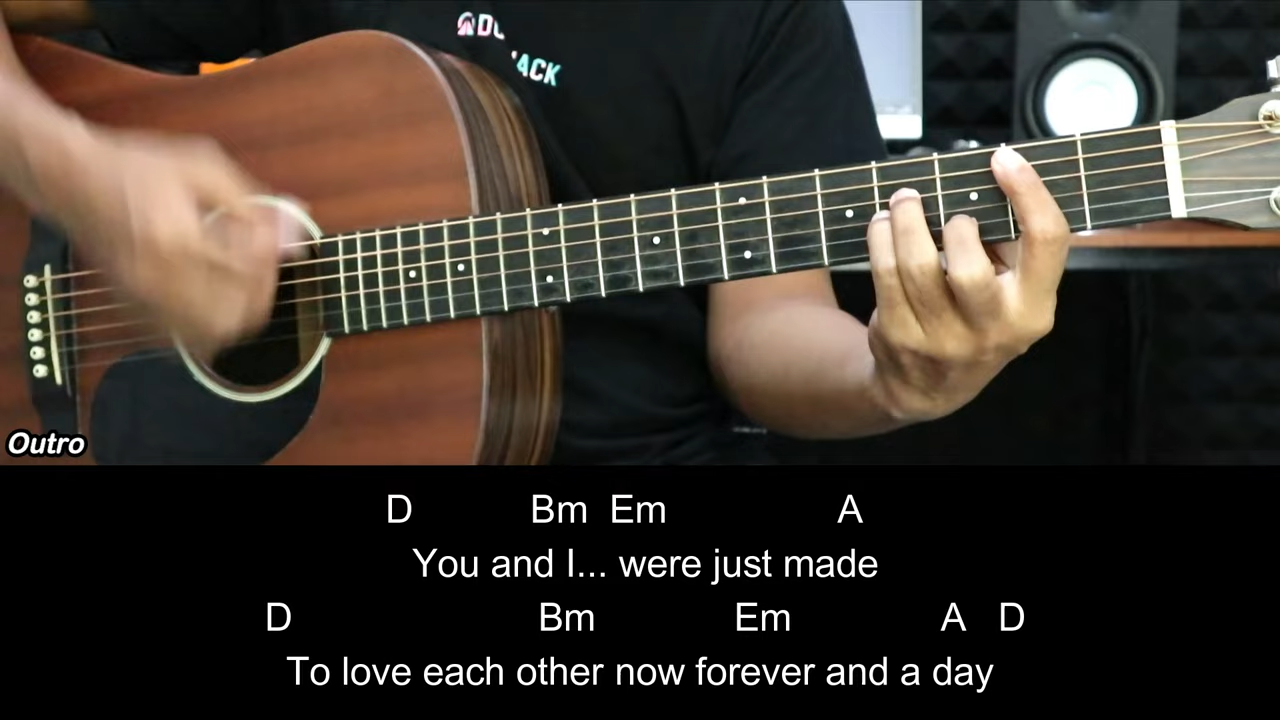 Outro
D Bm Em A
You and I... were just made
D Bm Em A D
To love each other now forever and a day